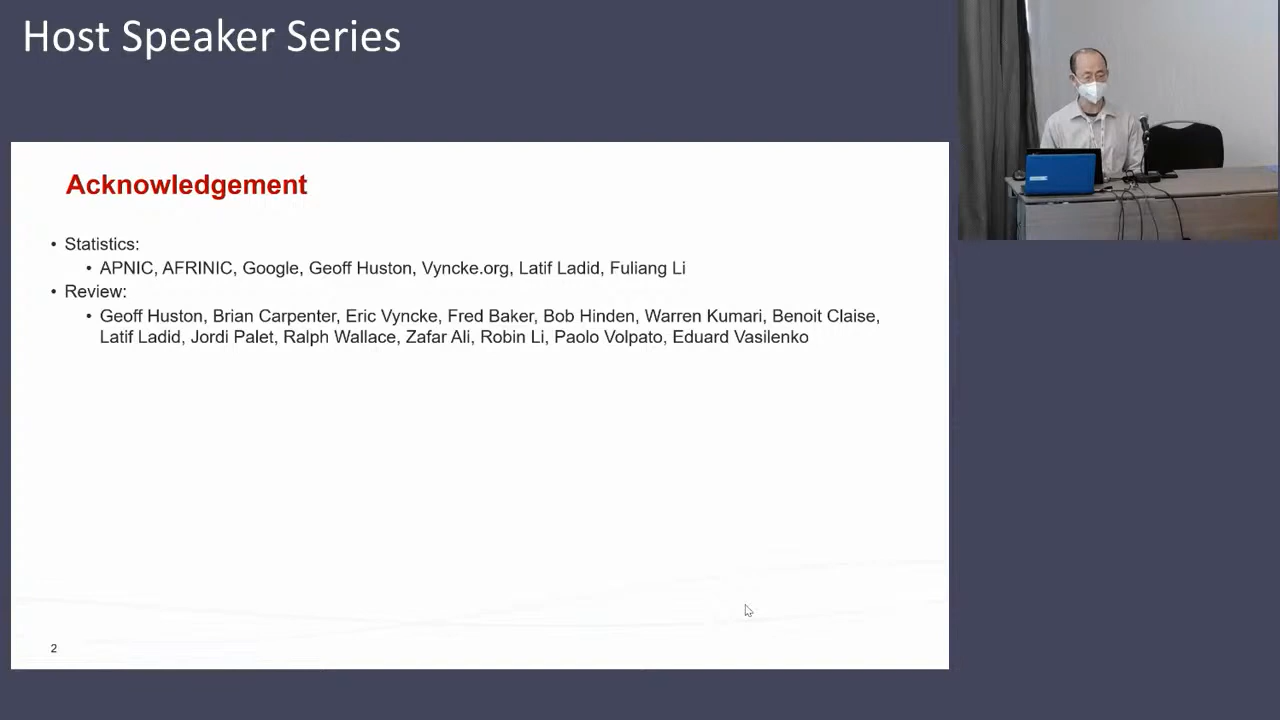 Host Speaker Series
Acknowledgement
• Statistics:
• APNIC, AFRINIC, Google, Geoff Huston, Vyncke.org, Latif Ladid, Fuliang Li
• Review:
• Geoff Huston, Brian Carpenter, Eric Vyncke, Fred Baker, Bob Hinden, Warren Kumari, Benoit Claise,
Latif Ladid, Jordi Palet, Ralph Wallace, Zafar Ali, Robin Li, Paolo Volpato, Eduard Vasilenko
2